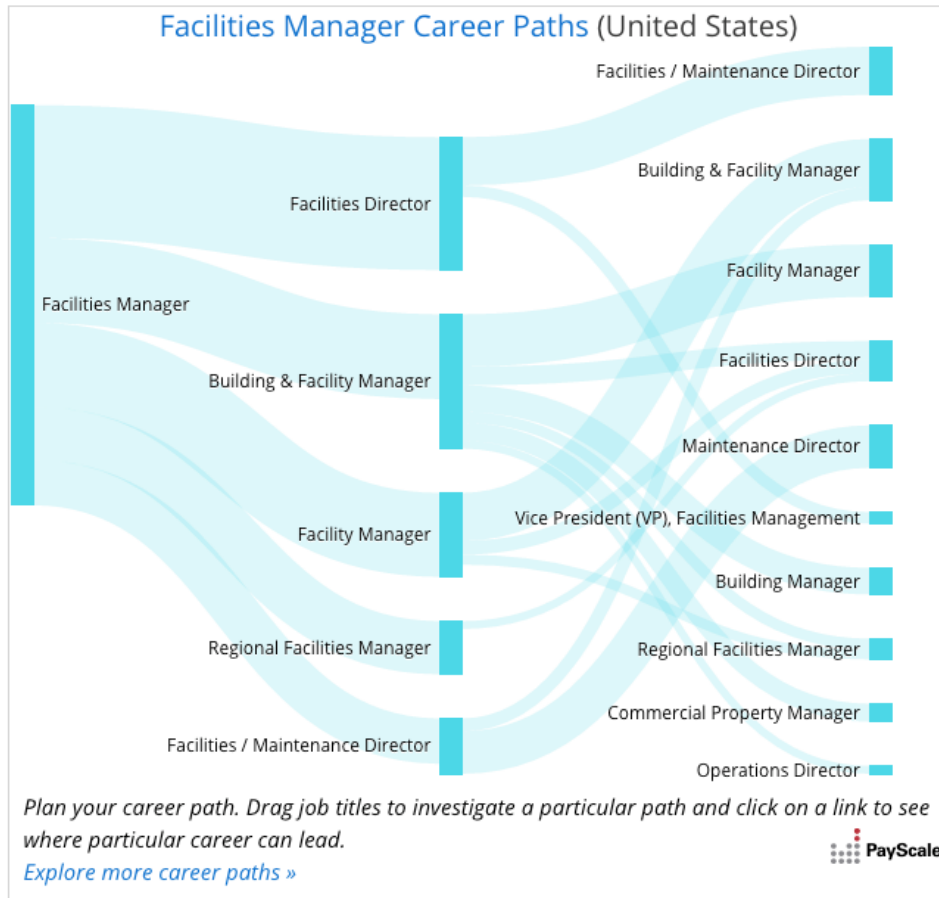 Facilities Manager Career Paths (United States)
Facilities / Maintenance Director
Building & Facility Manager
Facilities Director
Facility Manager
Facilities Manager
Facilities Director
Building & Facility Manager
Maintenance Director
Vice President (VP), Facilities Management
Facility Manager
Building Manager
Regional Facilities Manager
Regional Facilities Manager
Commercial Property Manager
Facilities / Maintenance Director
Operations Director
Plan your career path. Drag job titles to investigate a particular path and click on a link to see
where particular career can lead.
PayScale
Explore more career paths »